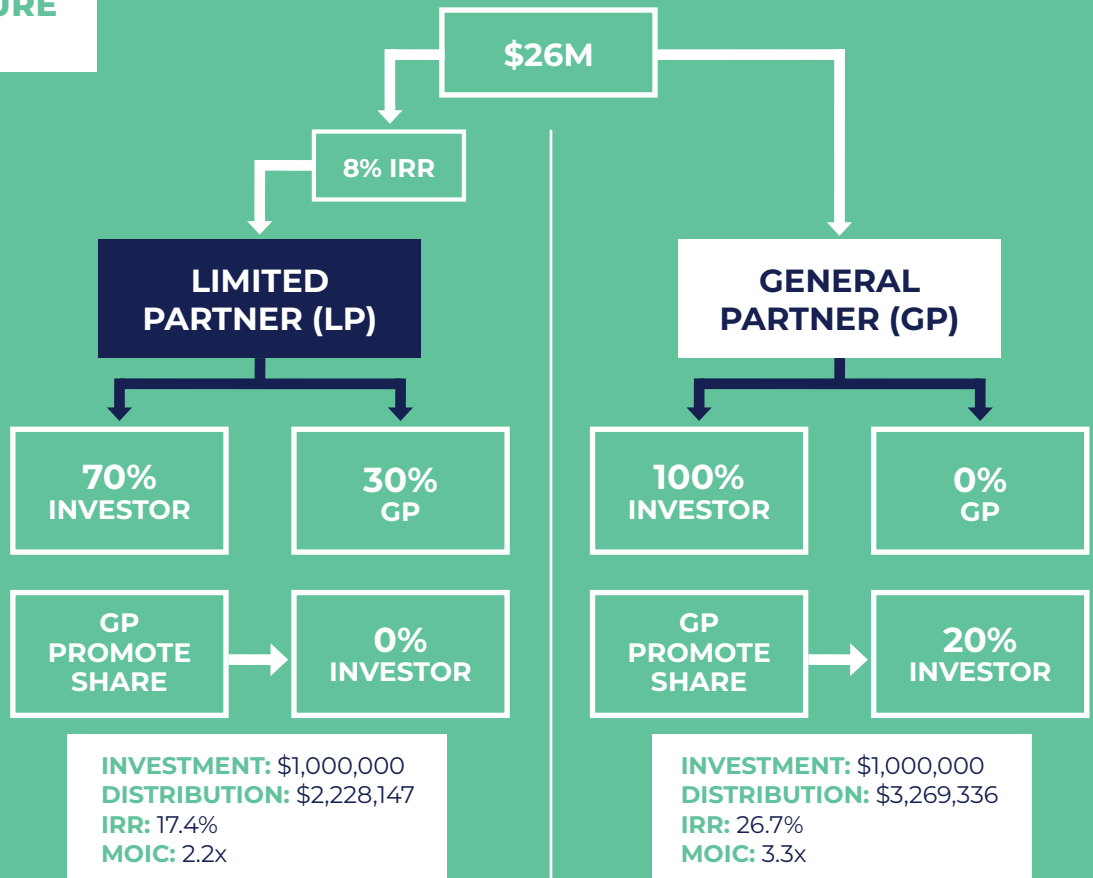 $26M
8% IRR
LIMITED
PARTNER (LP)
70%
INVESTOR
30%
GP
GP
PROMOTE
SHARE
0%
INVESTOR
INVESTMENT: $1,000,000
DISTRIBUTION: $2,228,147
IRR: 17.4%
MOIC: 2.2x
GENERAL
PARTNER (GP)
100%
INVESTOR
0%
GP
GP
PROMOTE
SHARE
20%
INVESTOR
INVESTMENT: $1,000,000
DISTRIBUTION: $3,269,336
IRR: 26.7%
MOIC: 3.3x